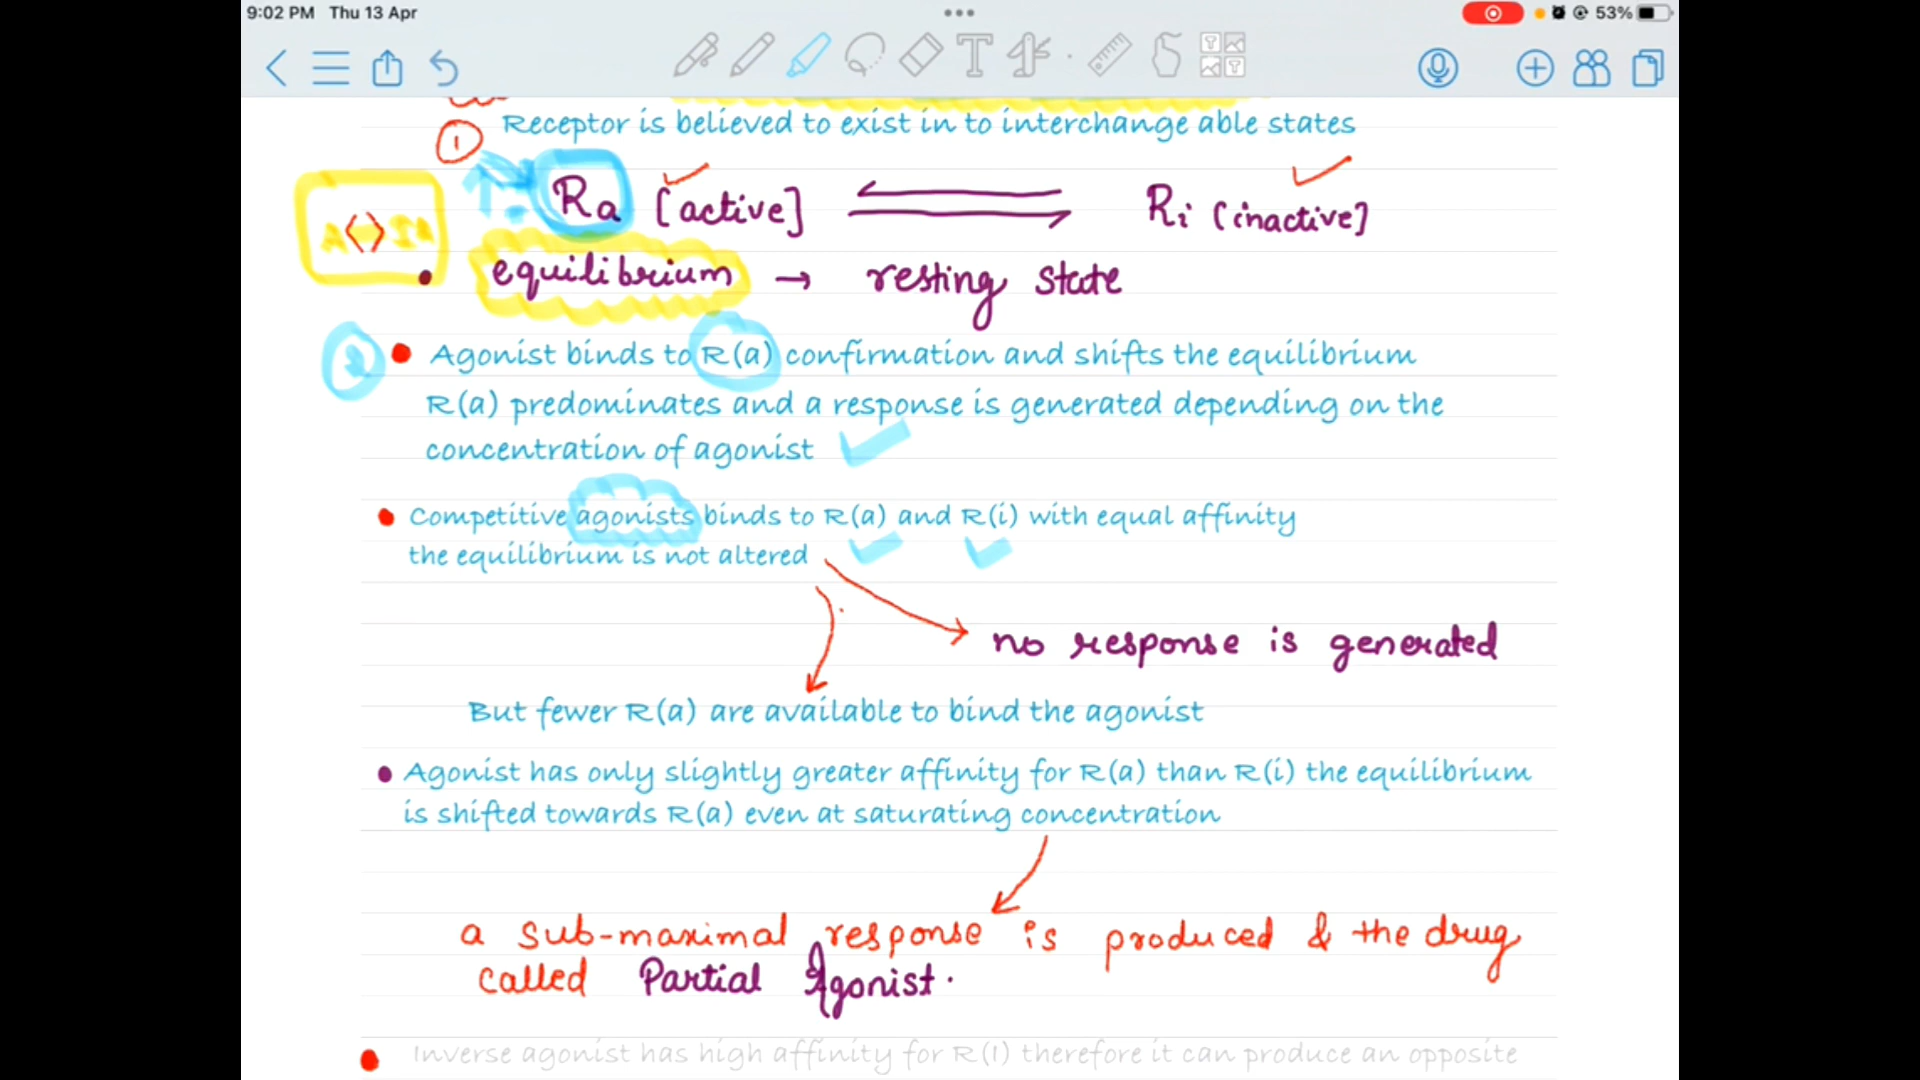 9:02 PM Thu 13 Apr
53%
Receptor is believed to exist in to interchange able states
1
Ra [active] Ri [inactive]
A <> IA
equilibrium → resting state
2
Agonist binds to R(a) confirmation and shifts the equilibrium
R(a) predominates and a response is generated depending on the
concentration of agonist
Competitive agonists binds to R(a) and R(i) with equal affinity
the equilibrium is not altered
no response is generated
But fewer R(a) are available to bind the agonist
Agonist has only slightly greater affinity for R(a) than R(i) the equilibrium
is shifted towards R(a) even at saturating concentration
a sub-maximal response is produced & the drug
called Partial Agonist.
Inverse agonist has high affinity for R(I) therefore it can produce an opposite